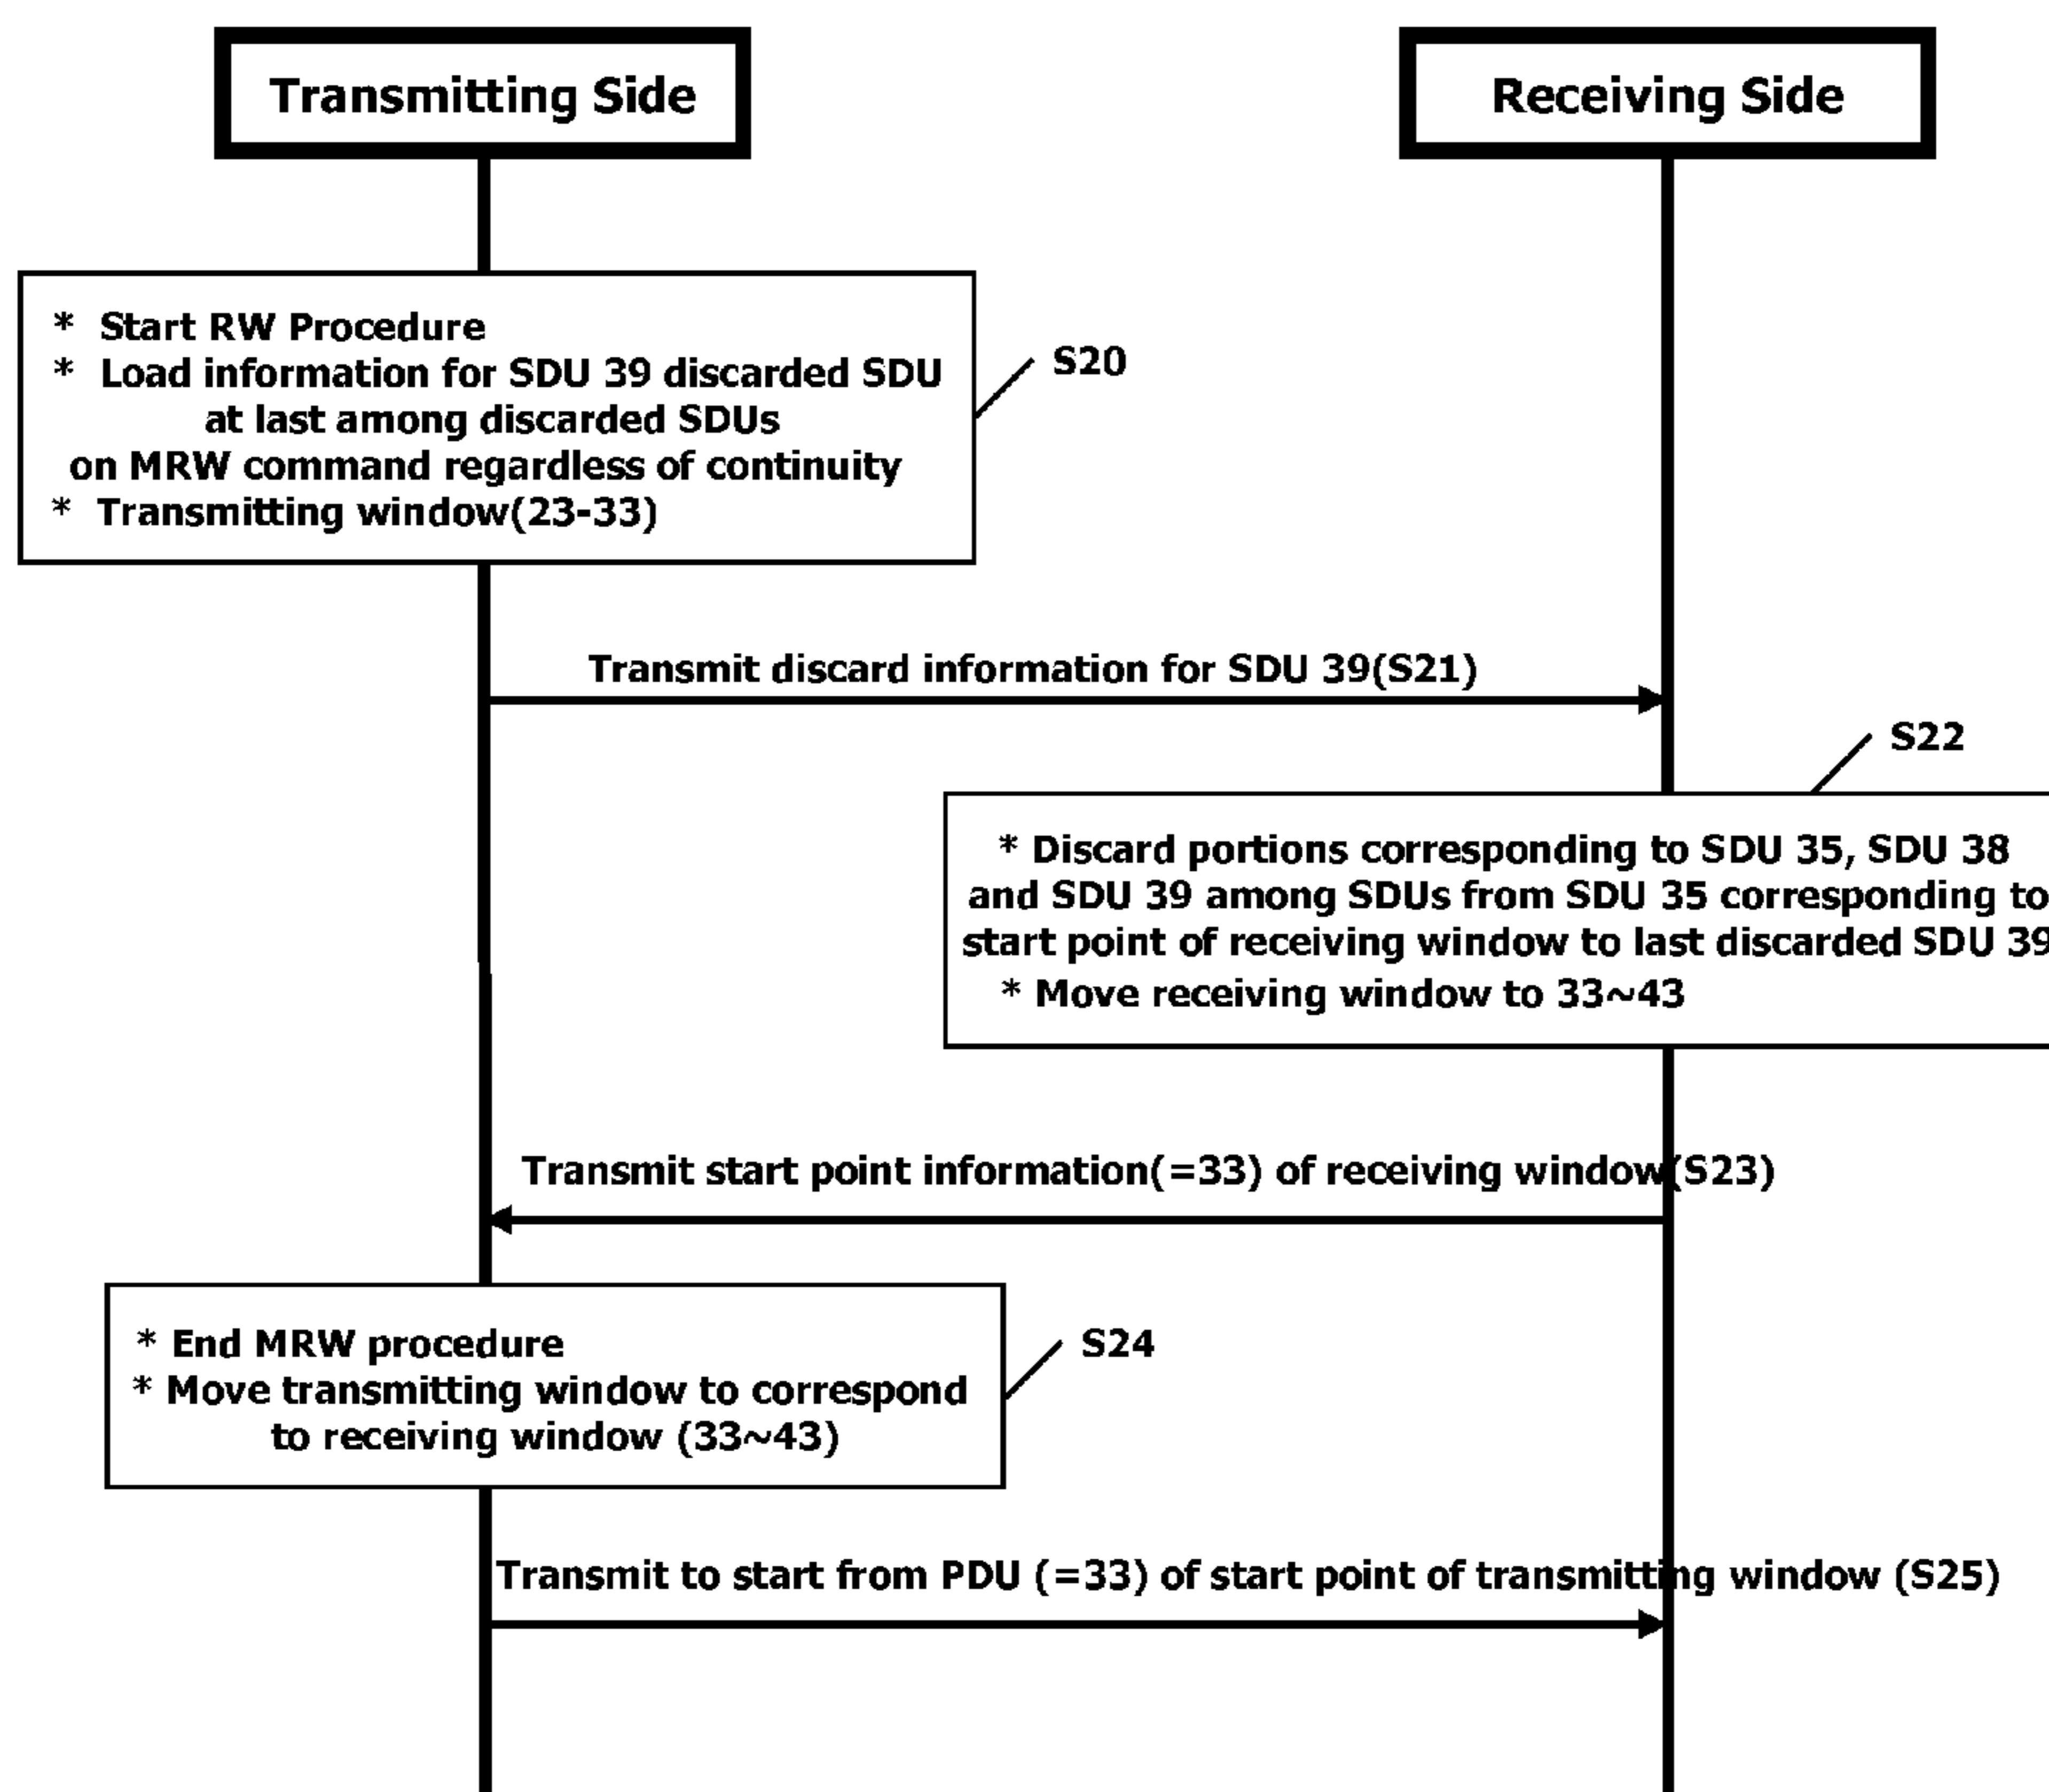 Transmitting Side
Receiving Side
* Start RW Procedure
* Load information for SDU 39 discarded SDU
at last among discarded SDUs
on MRW command regardless of continuity
* Transmitting window(23-33)
S20
Transmit discard information for SDU 39(S21)
S22
* Discard portions corresponding to SDU 35, SDU 38
and SDU 39 among SDUs from SDU 35 corresponding to
start point of receiving window to last discarded SDU 39
* Move receiving window to 33~43
Transmit start point information(=33) of receiving window(S23)
* End MRW procedure
* Move transmitting window to correspond
to receiving window (33~43)
S24
Transmit to start from PDU (=33) of start point of transmitting window (S25)